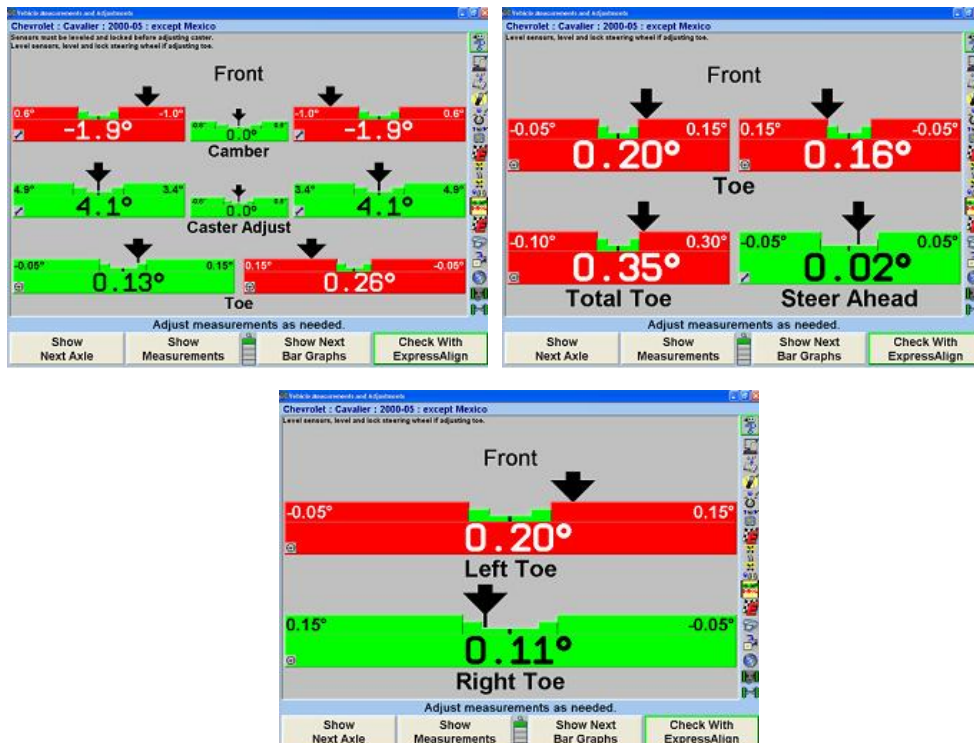 Vehicle Measurements and Adjustments
Chevrolet : Cavalier : 2000-05 : except Mexico
Sensors must be leveled and locked before adjusting caster.
Level sensors, level and lock steering wheel if adjusting toe.
Front
0.6° -1.0° -1.0° 0.6°
-1.9° 0.0° -1.9°
Camber
4.9° 3.4° 3.4° 4.9°
4.1° 0.0° 4.1°
Caster Adjust
-0.05° 0.15° 0.15° -0.05°
0.13° 0.26°
Toe
Adjust measurements as needed.
Show Next Axle
Show Measurements
Show Next Bar Graphs
Check With ExpressAlign
Vehicle Measurements and Adjustments
Chevrolet : Cavalier : 2000-05 : except Mexico
Level sensors, level and lock steering wheel if adjusting toe.
Front
-0.05° 0.15° 0.15° -0.05°
0.20° 0.16°
Toe
-0.10° 0.30° -0.05° 0.05°
0.35° 0.02°
Total Toe Steer Ahead
Adjust measurements as needed.
Show Next Axle
Show Measurements
Show Next Bar Graphs
Check With ExpressAlign
Vehicle Measurements and Adjustments
Chevrolet : Cavalier : 2000-05 : except Mexico
Level sensors, level and lock steering wheel if adjusting toe.
Front
-0.05° 0.15°
0.20°
Left Toe
0.15° -0.05°
0.11°
Right Toe
Adjust measurements as needed.
Show Next Axle
Show Measurements
Show Next Bar Graphs
Check With ExpressAlign